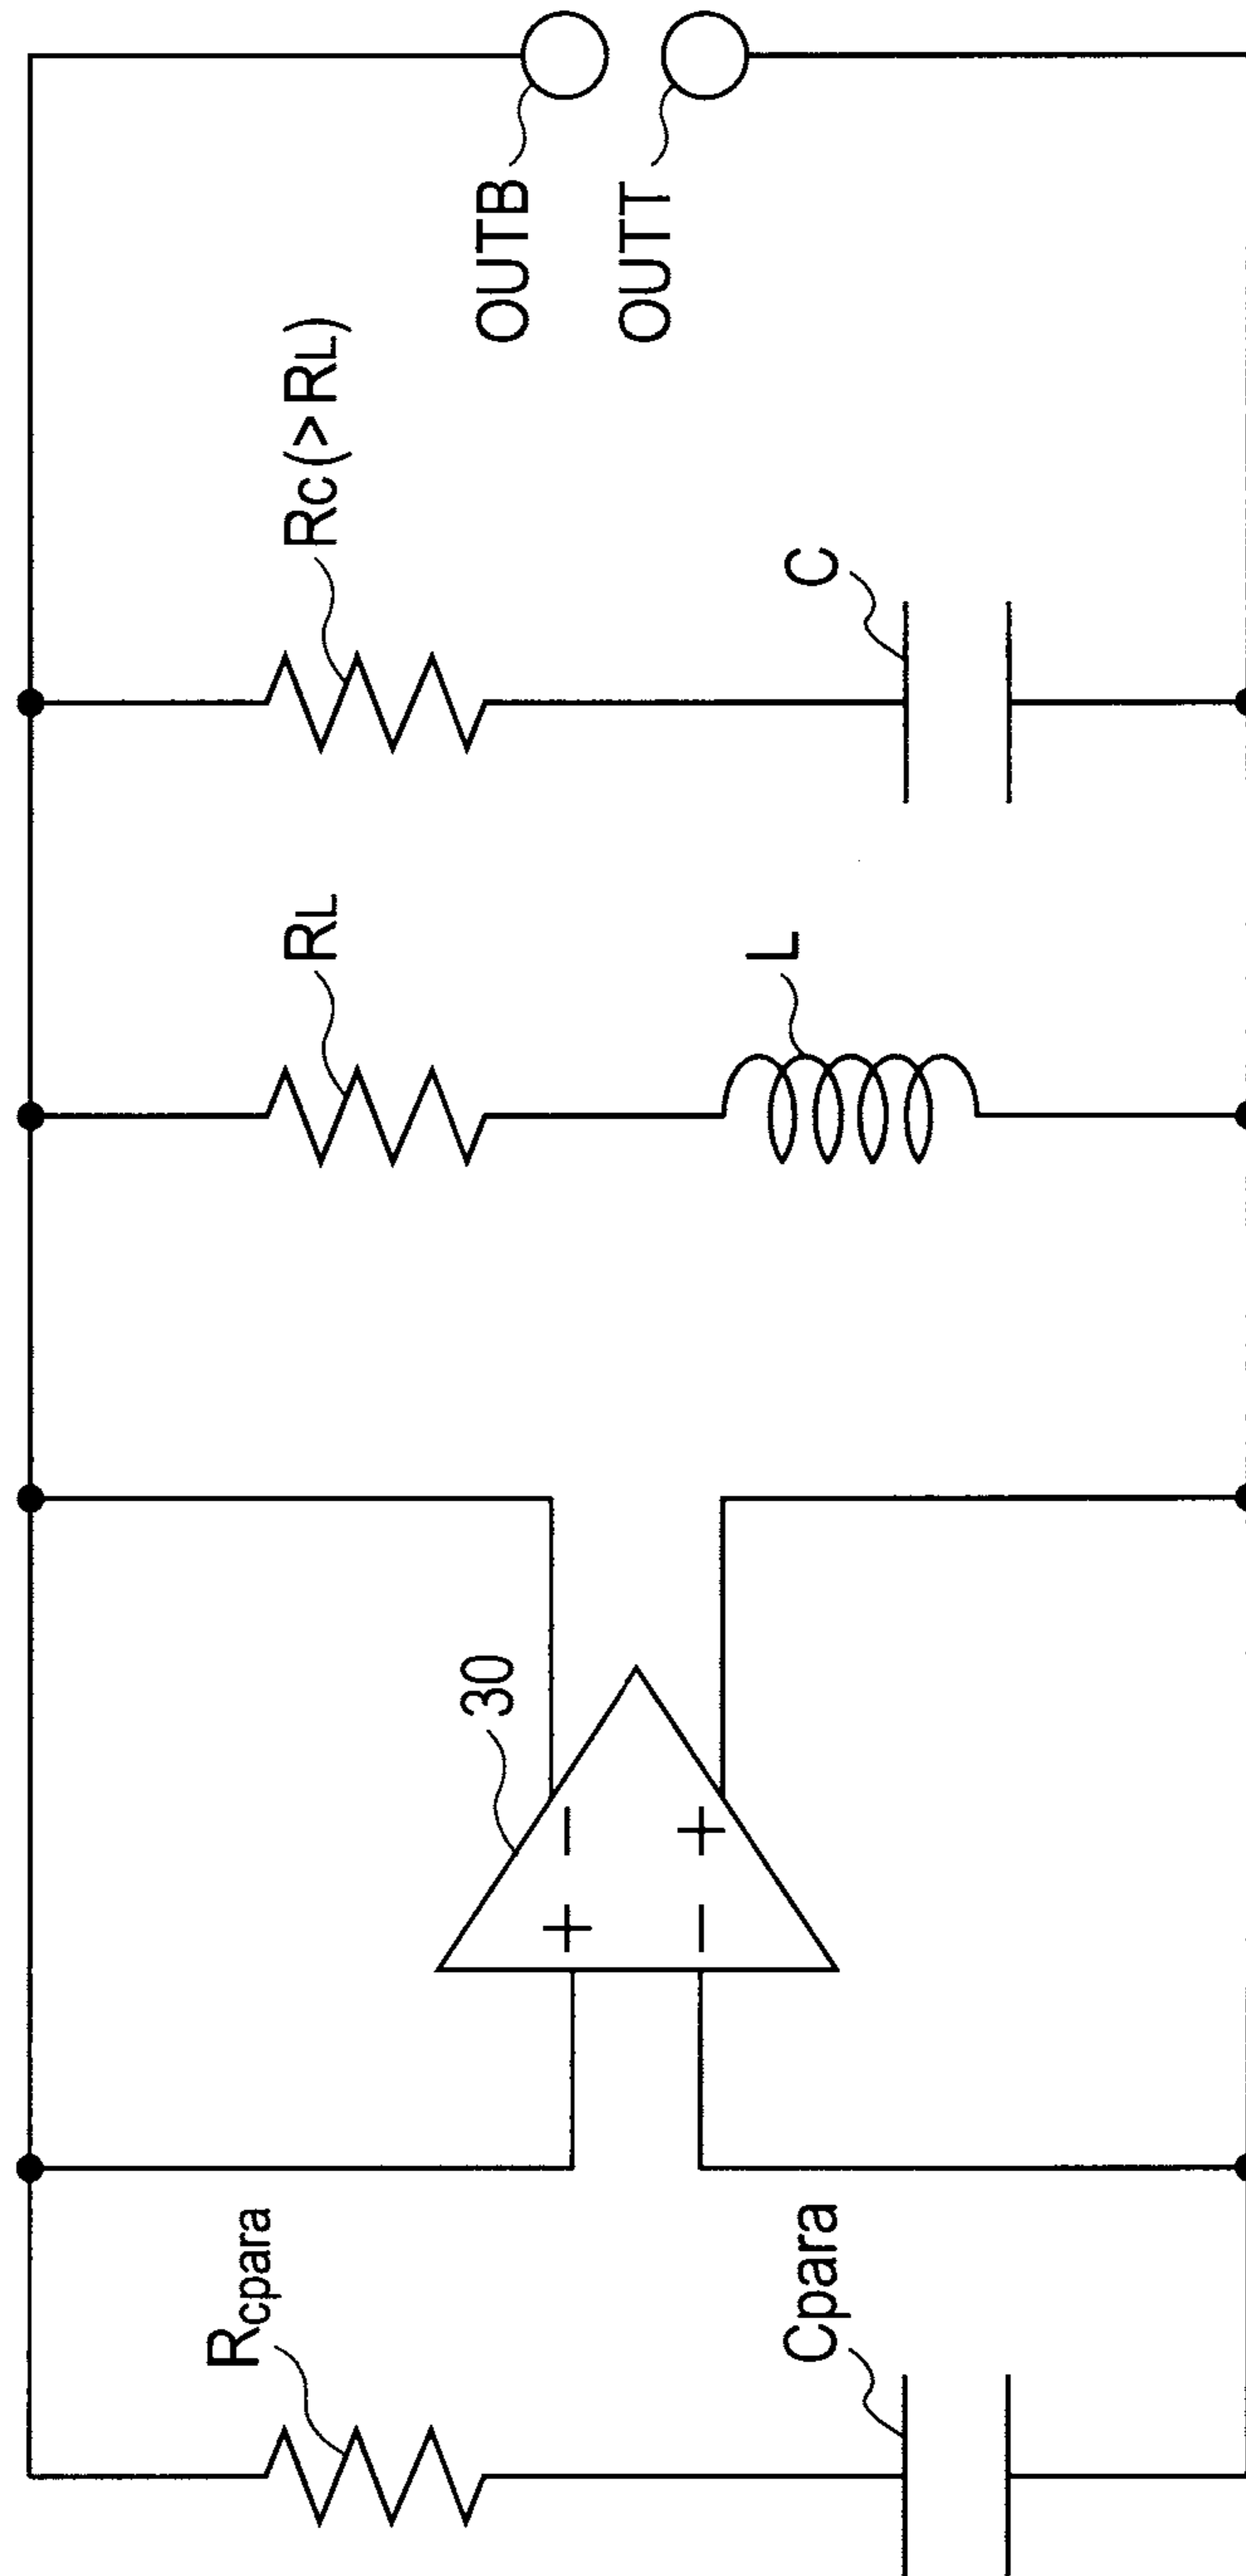 OUTB
OUTT
Rc(>RL)
C
RL
L
30
+ −
− +
Rcpara
Cpara